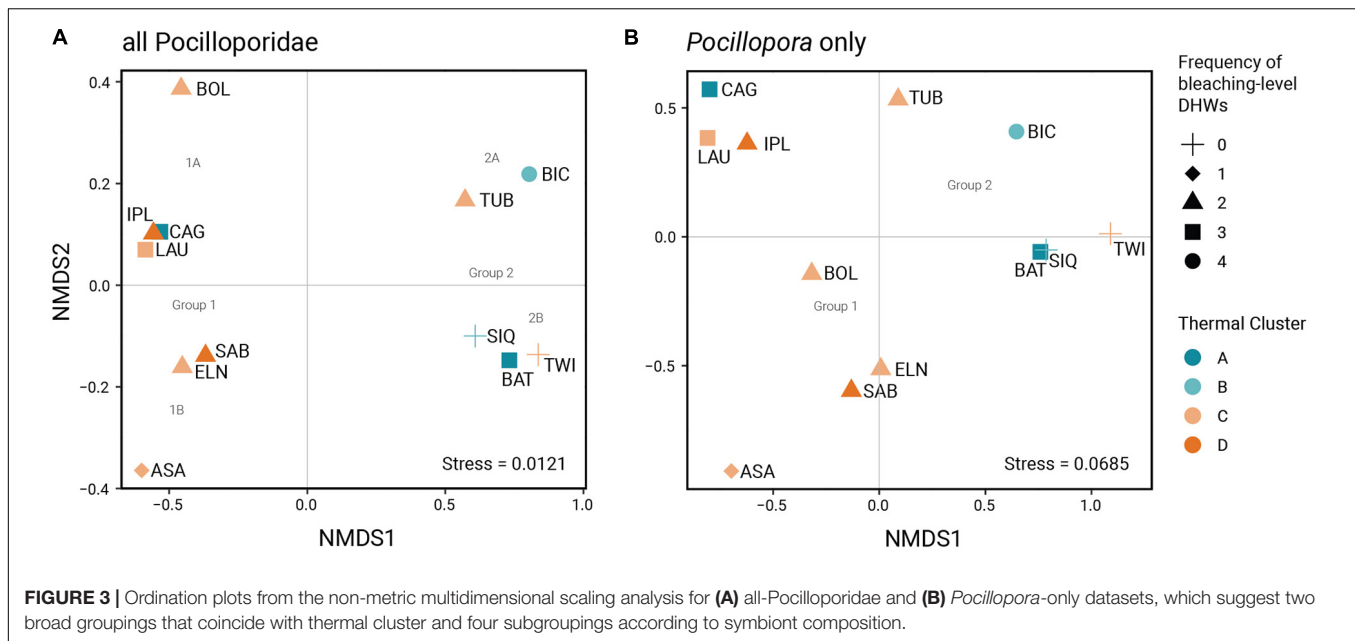 A all Pocilloporidae
0.4
0.2
0.0
−0.2
−0.4
NMDS2
BOL
1A
2A
BIC
TUB
IPL
CAG
LAU
Group 2
Group 1
SIQ
2B
SAB
ELN
BAT
TWI
1B
ASA
Stress = 0.0121
−0.5 0.0 0.5 1.0
NMDS1
B Pocillopora only
0.5
0.0
−0.5
CAG
TUB
BIC
LAU
IPL
Group 2
TWI
BAT
SIQ
BOL
Group 1
ELN
SAB
ASA
Stress = 0.0685
−0.5 0.0 0.5 1.0
NMDS1
Frequency of
bleaching-level
DHWs
0
1
2
3
4
Thermal Cluster
A
B
C
D
FIGURE 3 | Ordination plots from the non-metric multidimensional scaling analysis for (A) all-Pocilloporidae and (B) Pocillopora-only datasets, which suggest two
broad groupings that coincide with thermal cluster and four subgroupings according to symbiont composition.